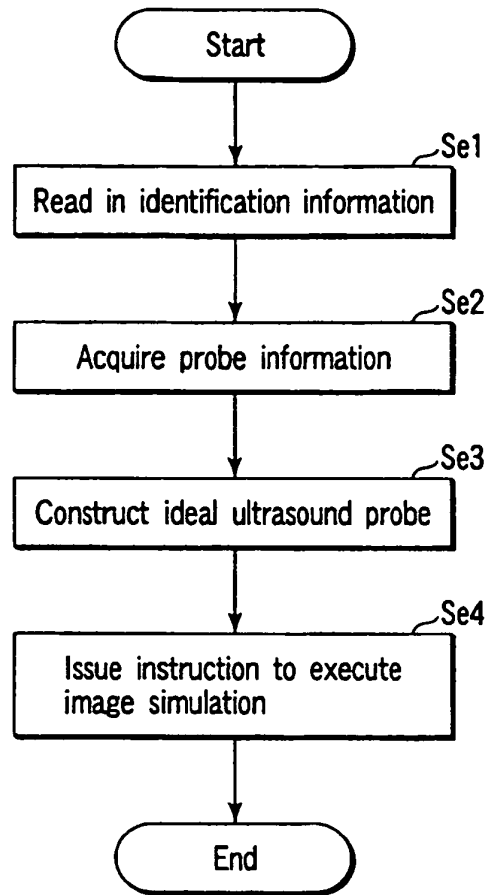 Start
Se1
Read in identification information
Se2
Acquire probe information
Se3
Construct ideal ultrasound probe
Se4
Issue instruction to execute
image simulation
End